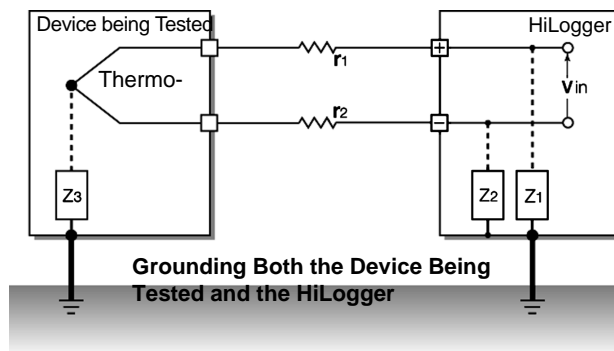 Device being Tested
HiLogger
Thermo-
r1
+
r2
−
Vin
Z3
Z2
Z1
Grounding Both the Device Being
Tested and the HiLogger